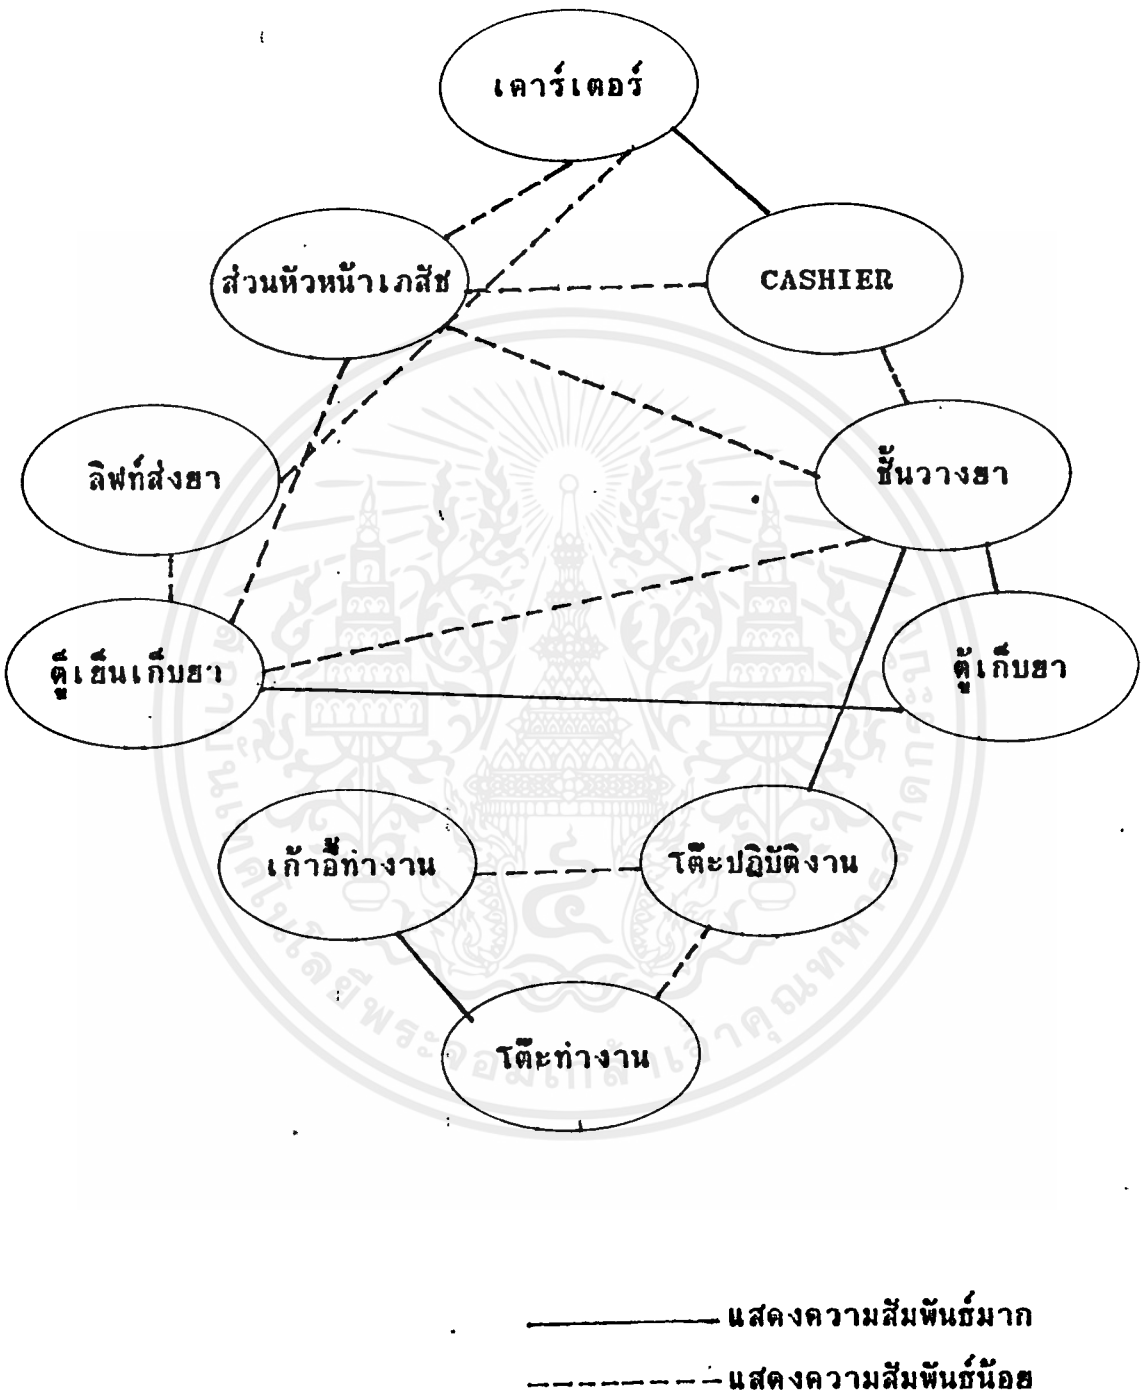 เคาร์เตอร์
ส่วนหัวหน้าเภสัช
CASHIER
ลิฟท์ส่งยา
ชั้นวางยา
ตู้เย็นเก็บยา
ตู้เก็บยา
เก้าอี้ทำงาน
โต๊ะปฏิบัติงาน
โต๊ะทำงาน
แสดงความสัมพันธ์มาก
แสดงความสัมพันธ์น้อย